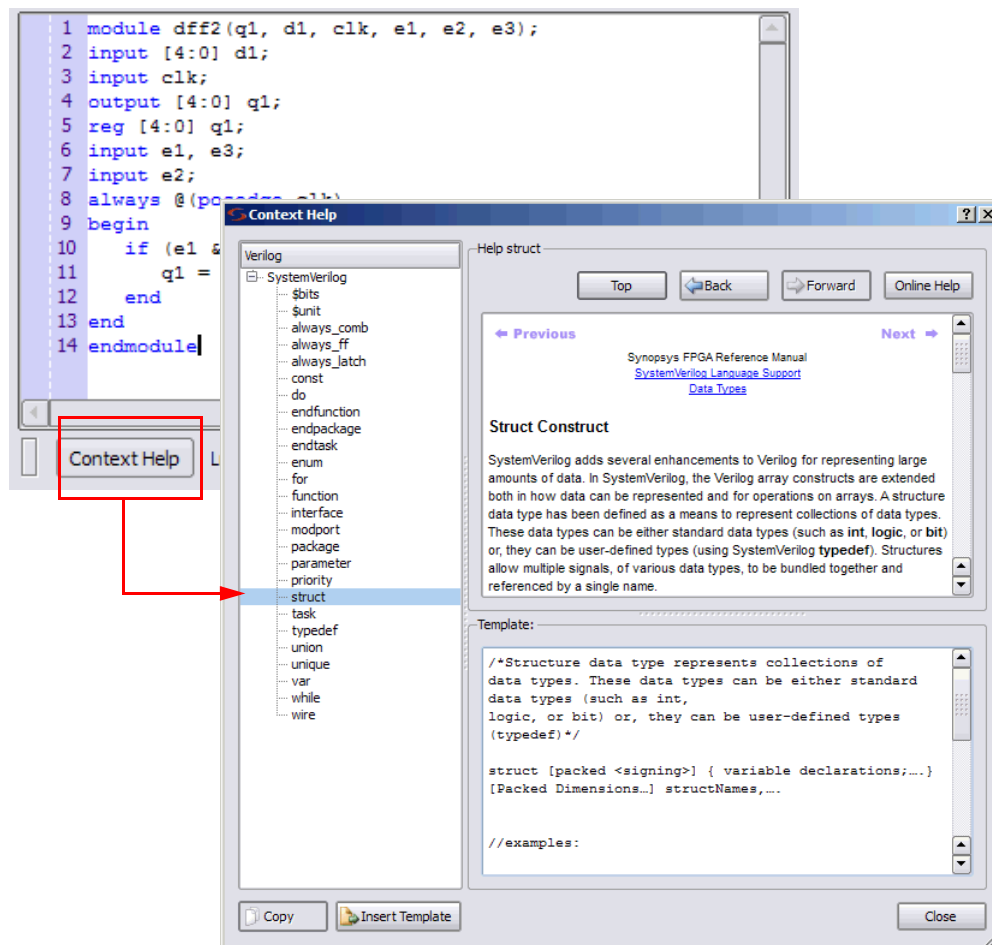 1 module dff2(q1, d1, clk, e1, e2, e3);
2 input [4:0] d1;
3 input clk;
4 output [4:0] q1;
5 reg [4:0] q1;
6 input e1, e3;
7 input e2;
8 always @(posedge clk)
9 begin
10 if (e1 &
11 q1 =
12 end
13 end
14 endmodule
Context Help
Context Help
Verilog
SystemVerilog
$bits
$unit
always_comb
always_ff
always_latch
const
do
endfunction
endpackage
endtask
enum
for
function
interface
modport
package
parameter
priority
struct
task
typedef
union
unique
var
while
wire
Help struct
Top
Back
Forward
Online Help
Previous
Next
Synopsys FPGA Reference Manual
SystemVerilog Language Support
Data Types
Struct Construct
SystemVerilog adds several enhancements to Verilog for representing large
amounts of data. In SystemVerilog, the Verilog array constructs are extended
both in how data can be represented and for operations on arrays. A structure
data type has been defined as a means to represent collections of data types.
These data types can be either standard data types (such as int, logic, or bit)
or, they can be user-defined types (using SystemVerilog typedef). Structures
allow multiple signals, of various data types, to be bundled together and
referenced by a single name.
Template:
/*Structure data type represents collections of
data types. These data types can be either standard
data types (such as int,
logic, or bit) or, they can be user-defined types
(typedef)*/
struct [packed <signing>] { variable declarations;….}
[Packed Dimensions…] structNames,….
//examples:
Copy
Insert Template
Close